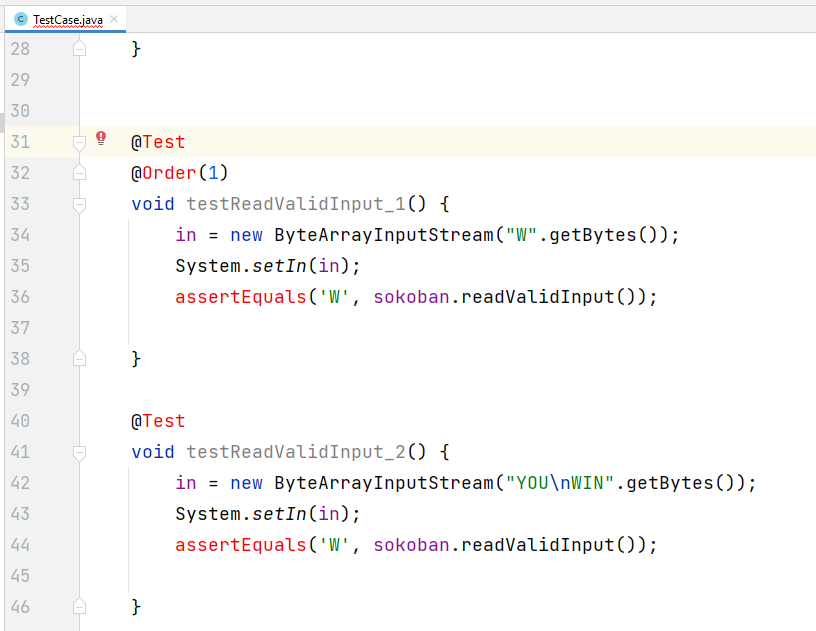 C TestCase.java ×
28 }
29
30
31 @Test
32 @Order(1)
33 void testReadValidInput_1() {
34 in = new ByteArrayInputStream("W".getBytes());
35 System.setIn(in);
36 assertEquals('W', sokoban.readValidInput());
37
38 }
39
40 @Test
41 void testReadValidInput_2() {
42 in = new ByteArrayInputStream("YOU\nWIN".getBytes());
43 System.setIn(in);
44 assertEquals('W', sokoban.readValidInput());
45
46 }